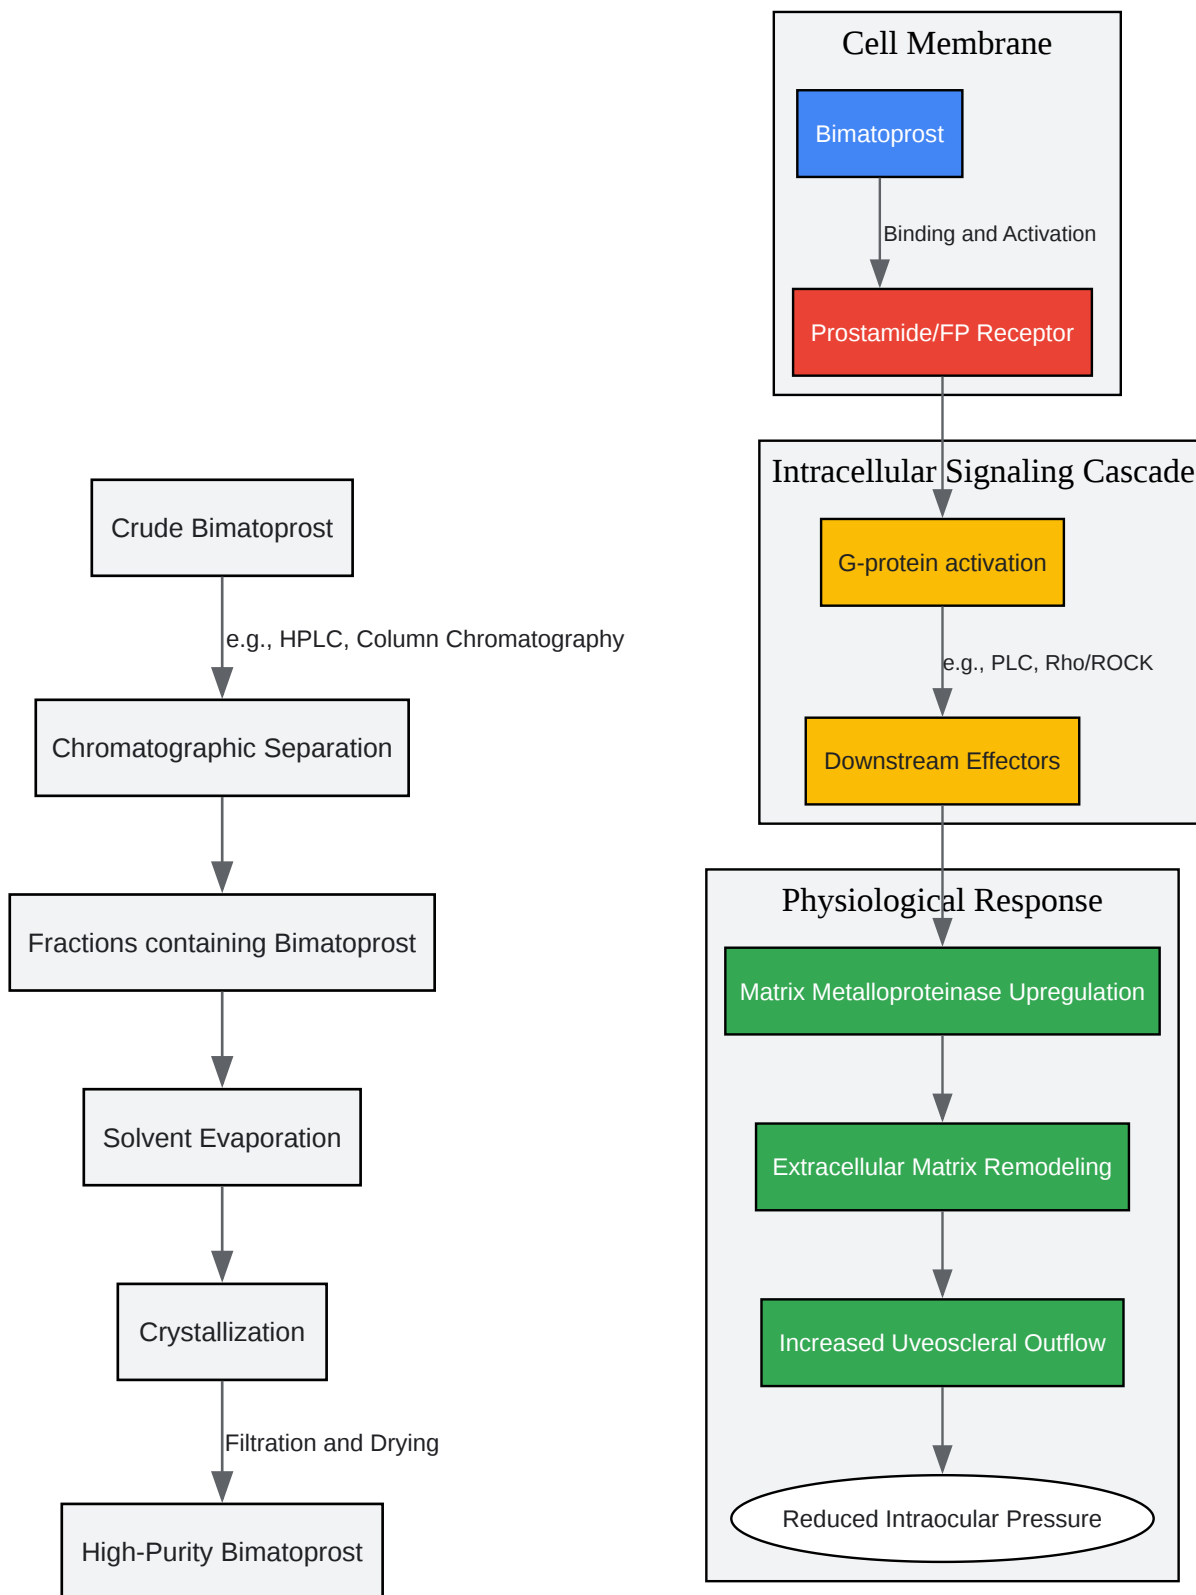 Crude Bimatoprost
e.g., HPLC, Column Chromatography
Chromatographic Separation
Fractions containing Bimatoprost
Solvent Evaporation
Crystallization
Filtration and Drying
High-Purity Bimatoprost
Cell Membrane
Bimatoprost
Binding and Activation
Prostamide/FP Receptor
Intracellular Signaling Cascade
G-protein activation
e.g., PLC, Rho/ROCK
Downstream Effectors
Physiological Response
Matrix Metalloproteinase Upregulation
Extracellular Matrix Remodeling
Increased Uveoscleral Outflow
Reduced Intraocular Pressure